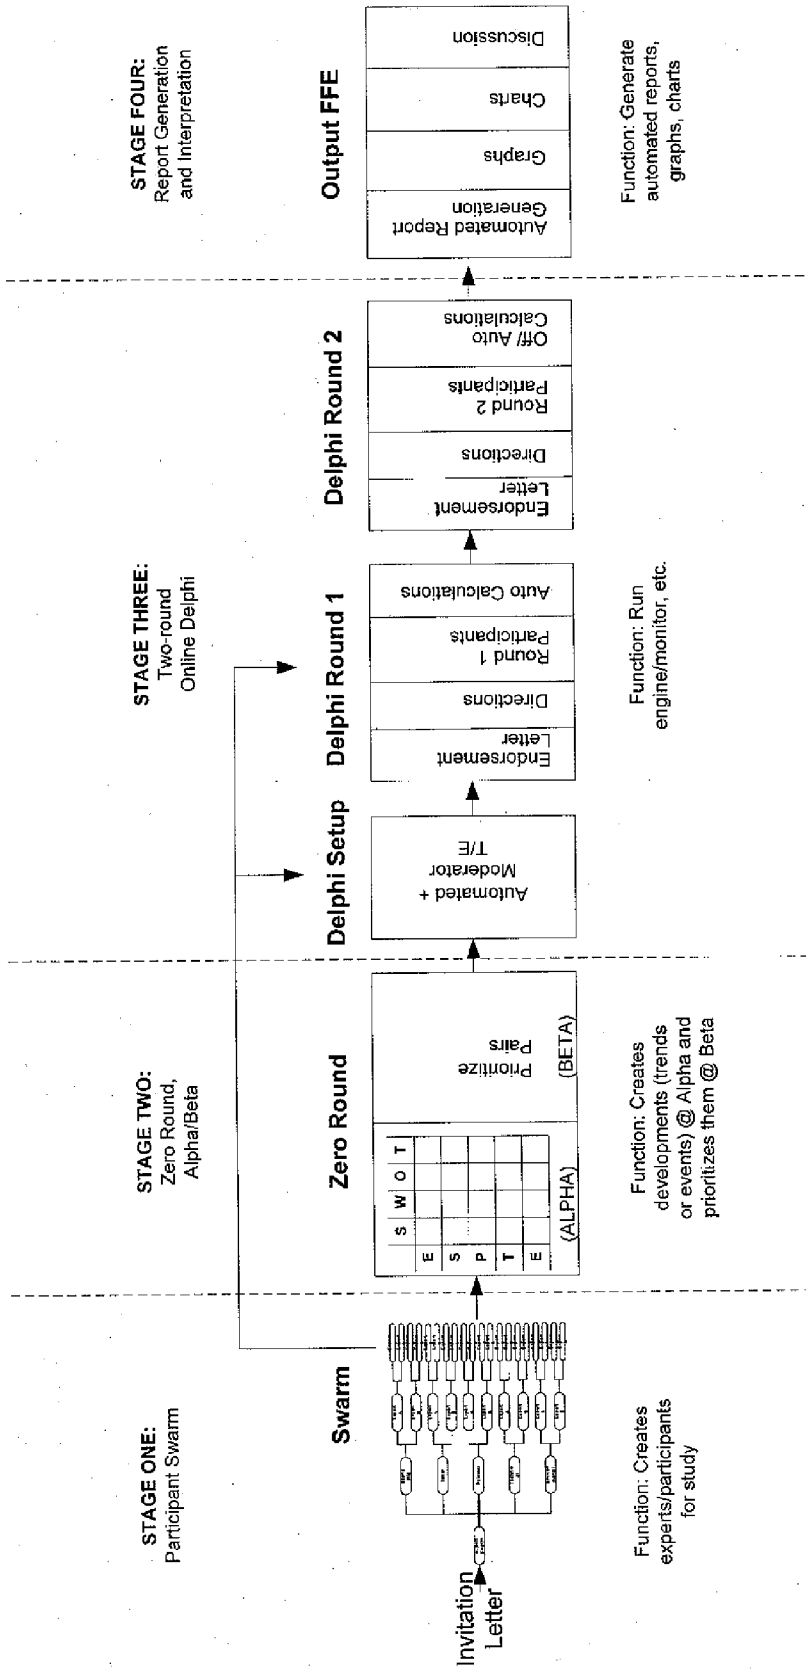 STAGE ONE:
Participant Swarm
STAGE TWO:
Zero Round,
Alpha/Beta
STAGE THREE:
Two-round
Online Delphi
STAGE FOUR:
Report Generation
and Interpretation
Invitation
Letter
Swarm
Zero Round
S W O T
E
S
P
T
E
(ALPHA)
Prioritize
Pairs
(BETA)
Delphi Setup
Automated +
Moderator
T/E
Delphi Round 1
Endorsement
Letter
Directions
Round 1
Participants
Auto Calculations
Delphi Round 2
Endorsement
Letter
Directions
Round 2
Participants
Off/ Auto
Calculations
Output FFE
Automated Report
Generation
Graphs
Charts
Discussion
Function: Creates
experts/participants
for study
Function: Creates
developments (trends
or events) @ Alpha and
prioritizes them @ Beta
Function: Run
engine/monitor, etc.
Function: Generate
automated reports,
graphs, charts